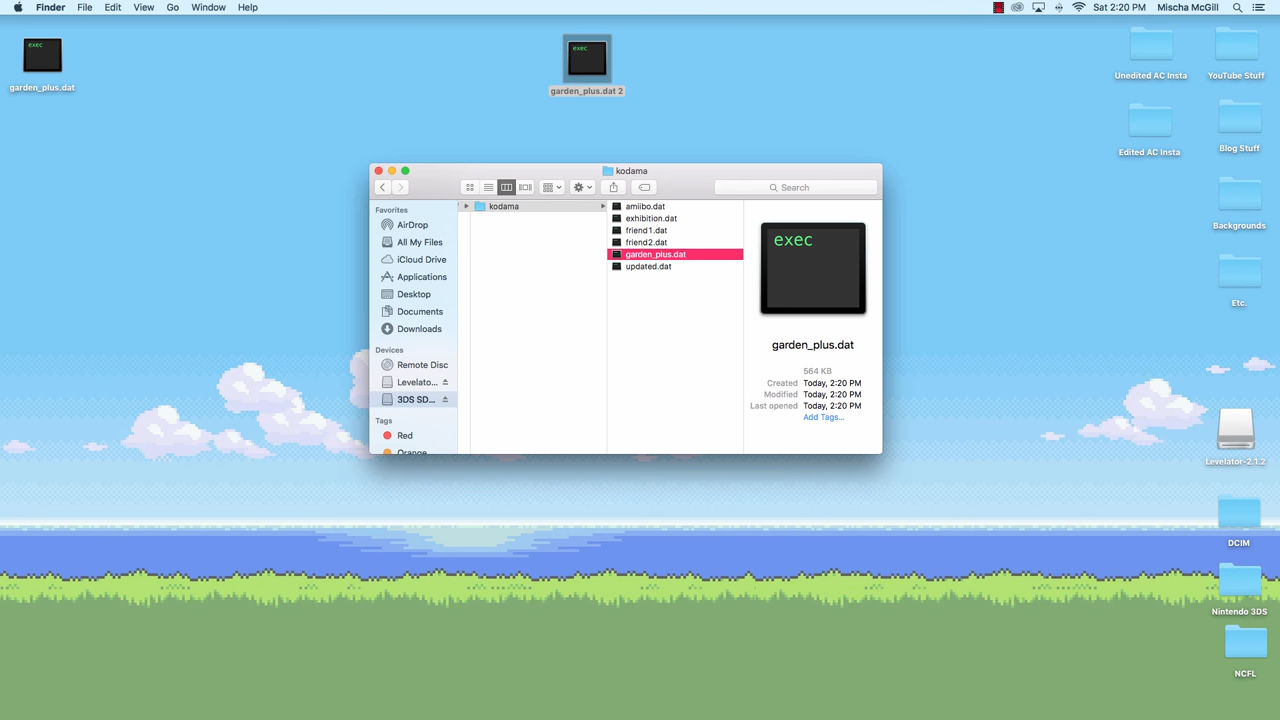 Finder File Edit View Go Window Help Sat 2:20 PM Mischa McGill
exec
garden_plus.dat
exec
garden_plus.dat 2
Unedited AC Insta
YouTube Stuff
Edited AC Insta
Blog Stuff
Backgrounds
Etc.
Levelator-2.1.2
DCIM
Nintendo 3DS
NCFL
kodama
Search
Favorites
AirDrop
All My Files
iCloud Drive
Applications
Desktop
Documents
Downloads
Devices
Remote Disc
Levelato...
3DS SD...
Tags
Red
Orange
kodama
amiibo.dat
exhibition.dat
friend1.dat
friend2.dat
garden_plus.dat
updated.dat
exec
garden_plus.dat
564 KB
Created Today, 2:20 PM
Modified Today, 2:20 PM
Last opened Today, 2:20 PM
Add Tags...